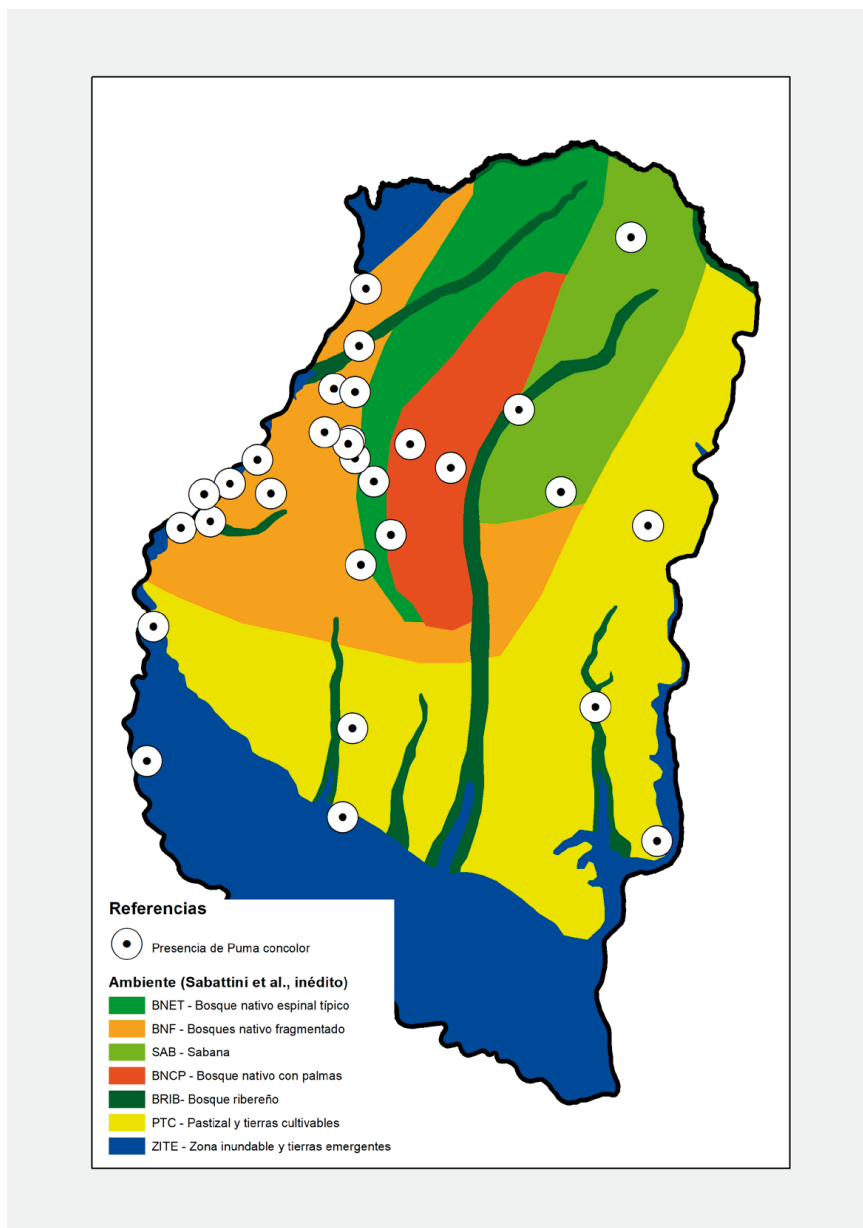 Referencias
Presencia de Puma concolor
Ambiente (Sabattini et al., inédito)
BNET - Bosque nativo espinal típico
BNF - Bosques nativo fragmentado
SAB - Sabana
BNCP - Bosque nativo con palmas
BRIB- Bosque ribereño
PTC - Pastizal y tierras cultivables
ZITE - Zona inundable y tierras emergentes